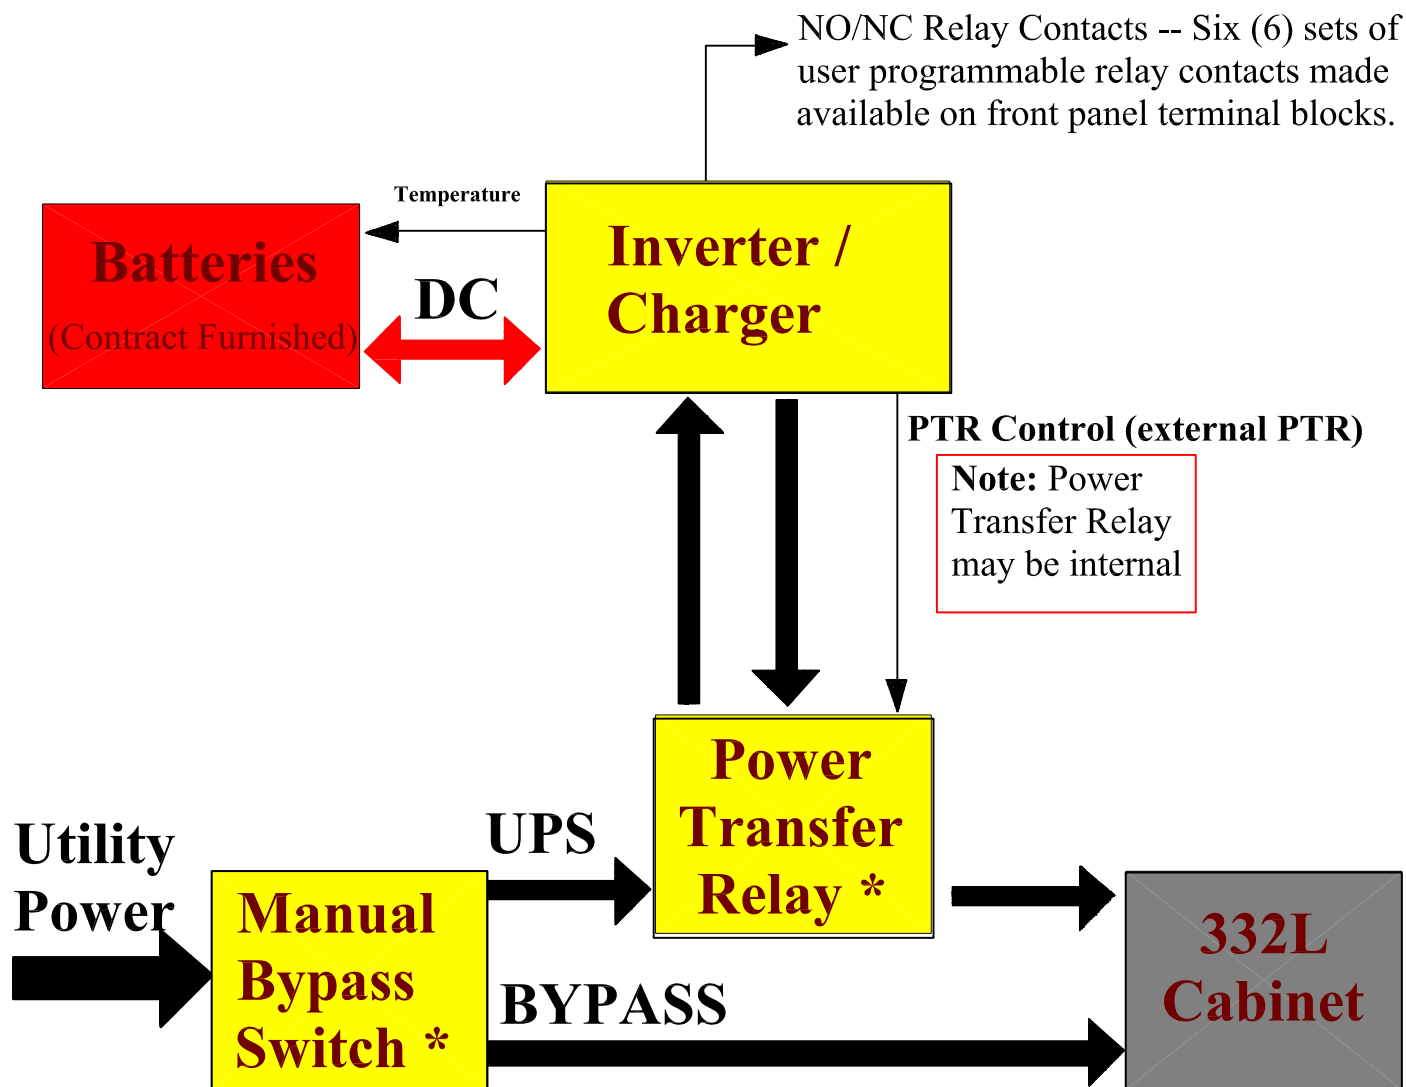 NO/NC Relay Contacts -- Six (6) sets of
user programmable relay contacts made
available on front panel terminal blocks.
Temperature
Batteries
(Contract Furnished)
DC
Inverter /
Charger
PTR Control (external PTR)
Note: Power
Transfer Relay
may be internal
Power
Transfer
Relay *
Utility
Power
UPS
Manual
Bypass
Switch *
BYPASS
332L
Cabinet